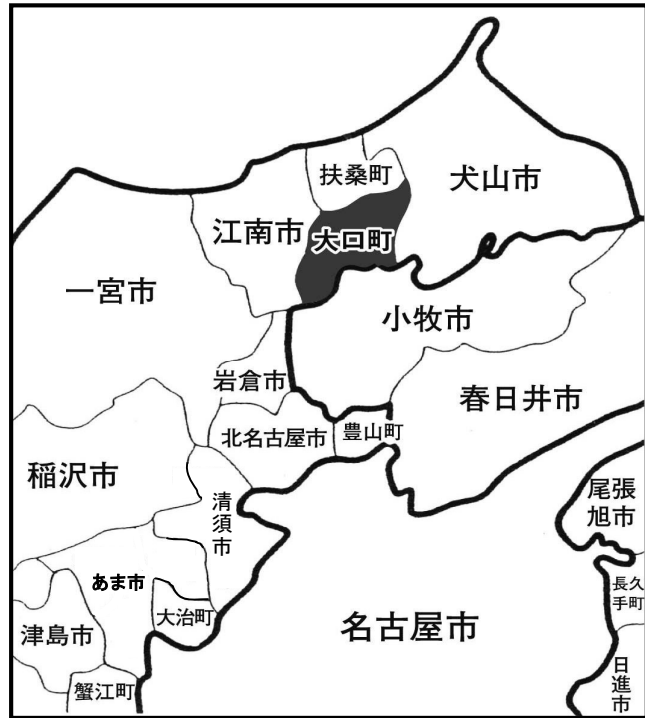 扶桑町
犬山市
江南市
大口町
一宮市
小牧市
岩倉市
春日井市
北名古屋市
豊山町
稲沢市
尾張
旭市
清須市
あま市
長久
手町
大治町
名古屋市
津島市
日進市
蟹江町